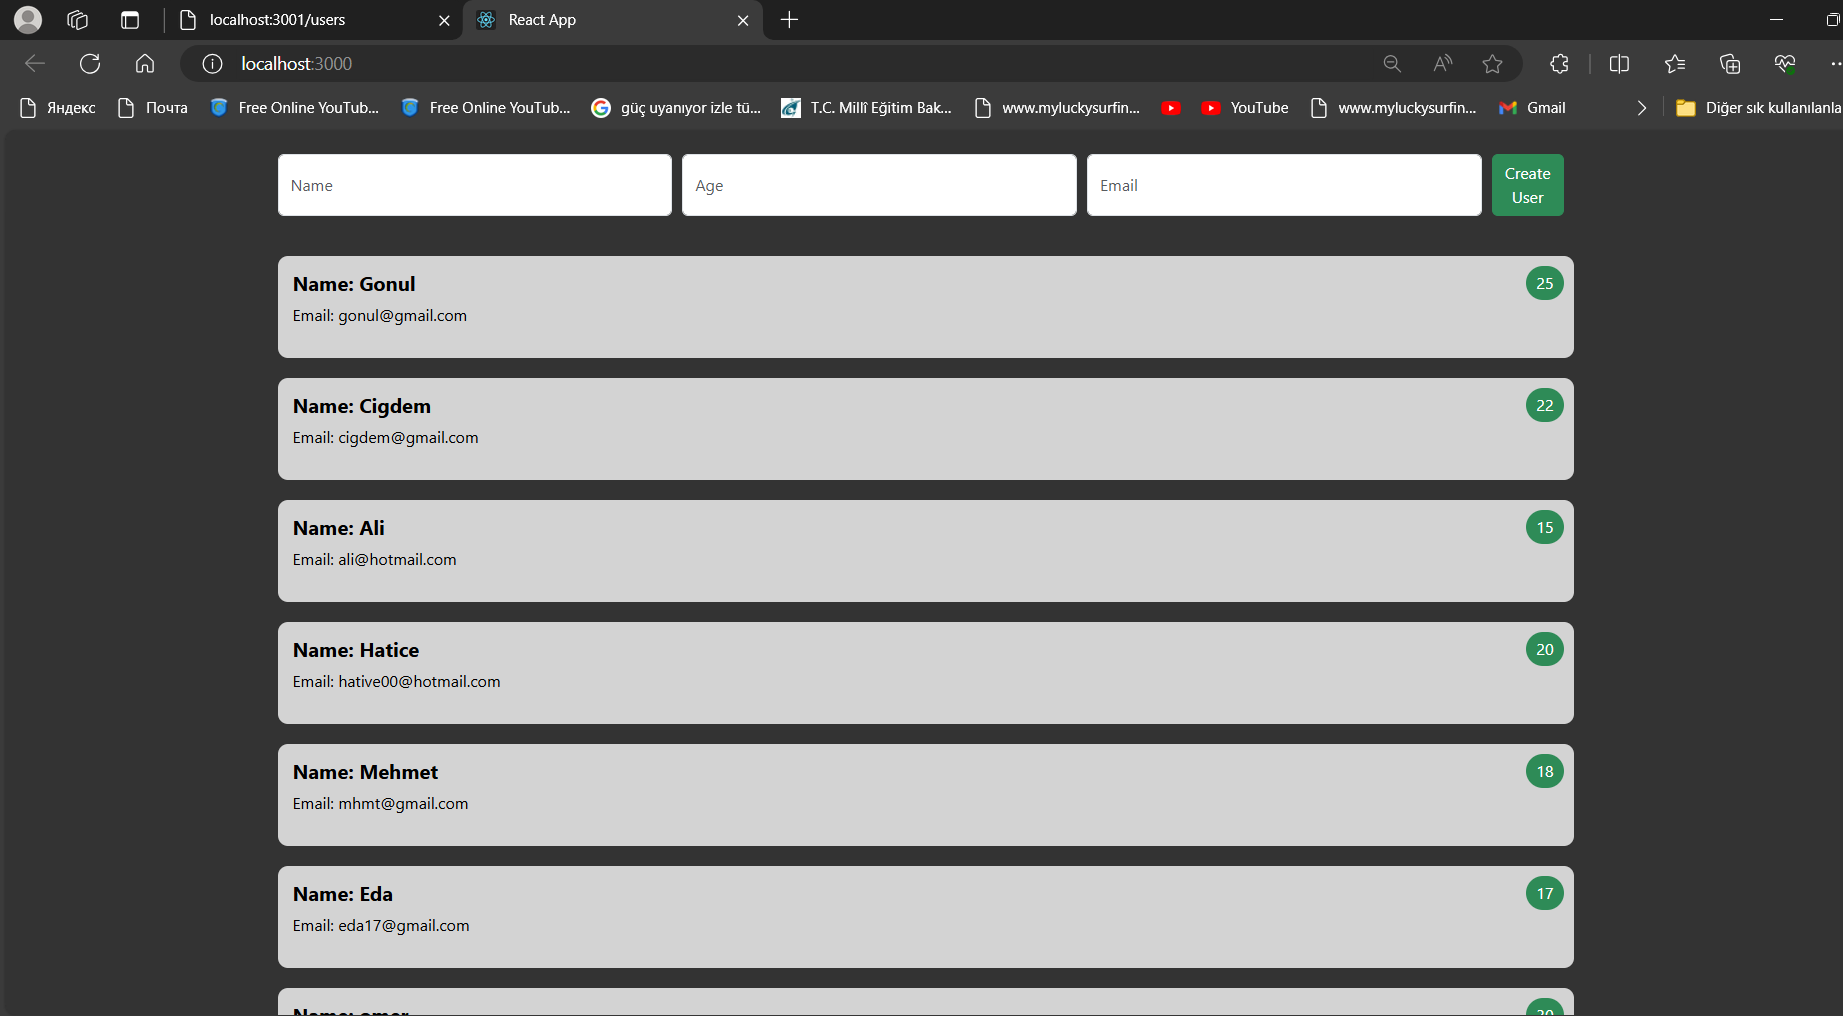 localhost:3001/users
React App
localhost:3000
Яндекс
Почта
Free Online YouTub...
Free Online YouTub...
güç uyanıyor izle tü...
T.C. Millî Eğitim Bak...
www.myluckysurfin...
YouTube
www.myluckysurfin...
Gmail
Diğer sık kullanılanla
Name
Age
Email
Create
User
Name: Gonul
25
Email: gonul@gmail.com
Name: Cigdem
22
Email: cigdem@gmail.com
Name: Ali
15
Email: ali@hotmail.com
Name: Hatice
20
Email: hative00@hotmail.com
Name: Mehmet
18
Email: mhmt@gmail.com
Name: Eda
17
Email: eda17@gmail.com
Name: omer